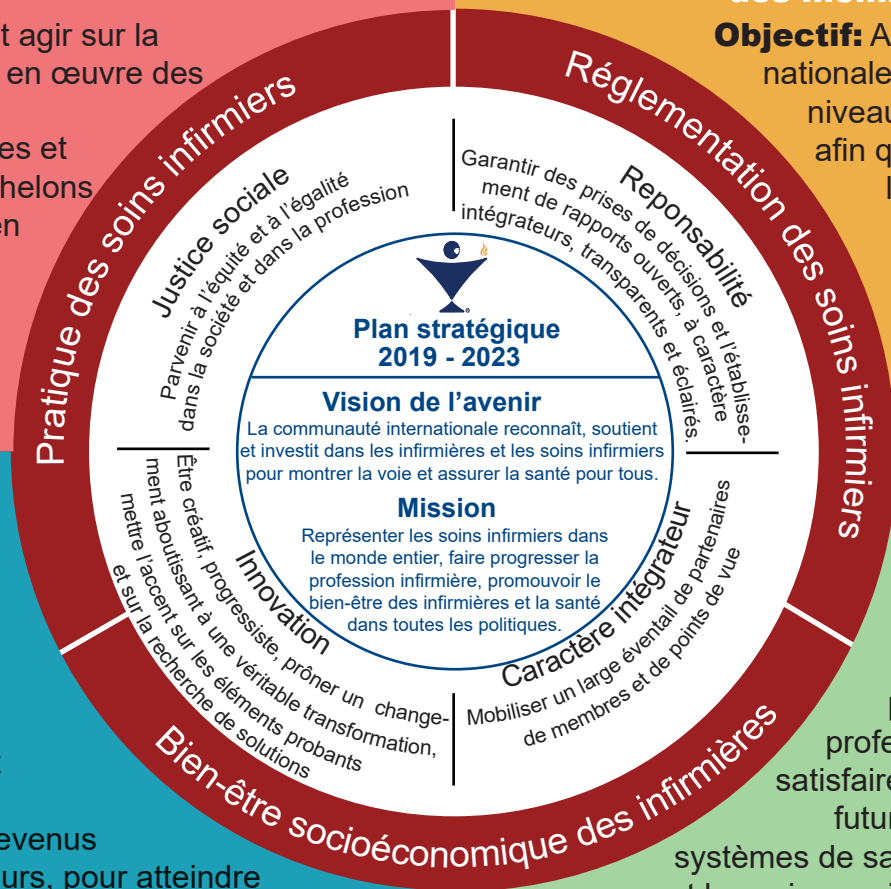 t agir sur la
en œuvre des
es et
chelons
en
des
Objectif: A
nationale
niveau
afin q
Pratique des soins infirmiers
Réglementation des soins infirmiers
Bien-être socioéconomique des infirmières
Justice sociale
Parvenir à l'équité et à l'égalité
dans la société et dans la profession
Reponsabilité
Garantir des prises de décisions et l'établisse-
ment de rapports ouverts, à caractère
intégrateurs, transparents et éclairés.
Plan stratégique
2019 - 2023
Vision de l'avenir
La communauté internationale reconnaît, soutient
et investit dans les infirmières et les soins infirmiers
pour montrer la voie et assurer la santé pour tous.
Mission
Représenter les soins infirmiers dans
le monde entier, faire progresser la
profession infirmière, promouvoir le
bien-être des infirmières et la santé
dans toutes les politiques.
Innovation
Être créatif, progressiste, prôner un change-
ment aboutissant à une véritable transformation,
mettre l'accent sur les éléments probants
et sur la recherche de solutions
Caractère intégrateur
Mobiliser un large éventail de partenaires
de membres et de points de vue
evenus
urs, pour atteindre
profe
satisfaire
futur
systèmes de sa